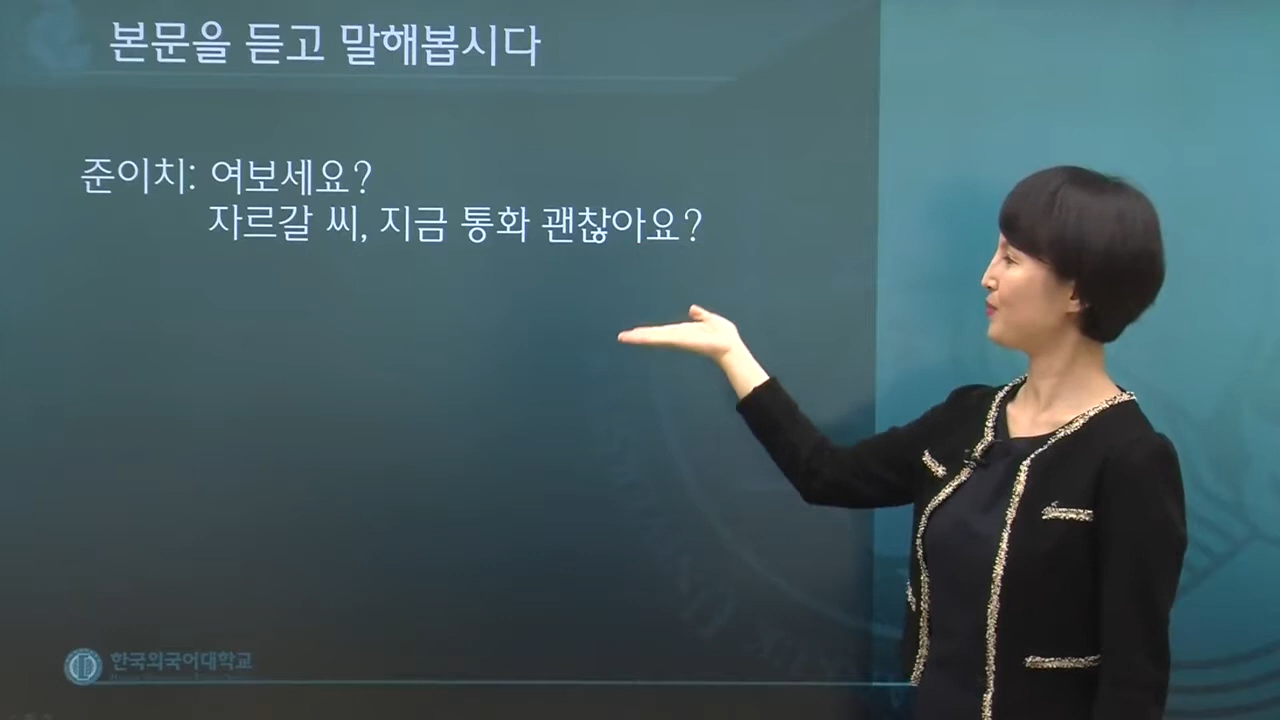 본문을 듣고 말해봅시다
준이치: 여보세요?
자르갈 씨, 지금 통화 괜찮아요?
한국외국어대학교